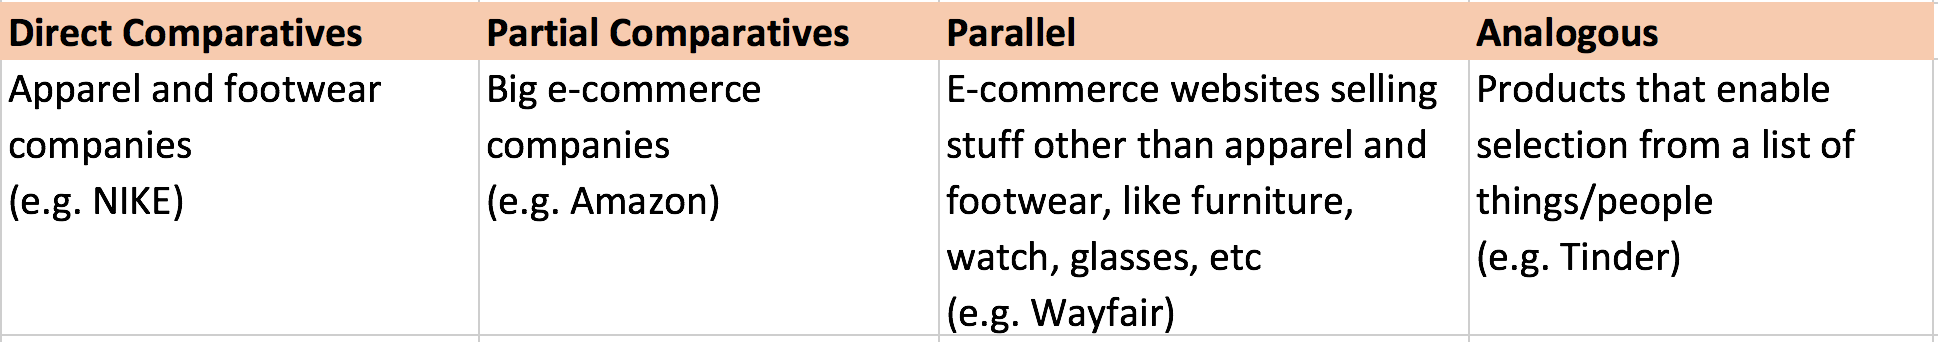 Direct Comparatives
Partial Comparatives
Parallel
Analogous
Apparel and footwear
companies
(e.g. NIKE)
Big e-commerce
companies
(e.g. Amazon)
E-commerce websites selling
stuff other than apparel and
footwear, like furniture,
watch, glasses, etc
(e.g. Wayfair)
Products that enable
selection from a list of
things/people
(e.g. Tinder)